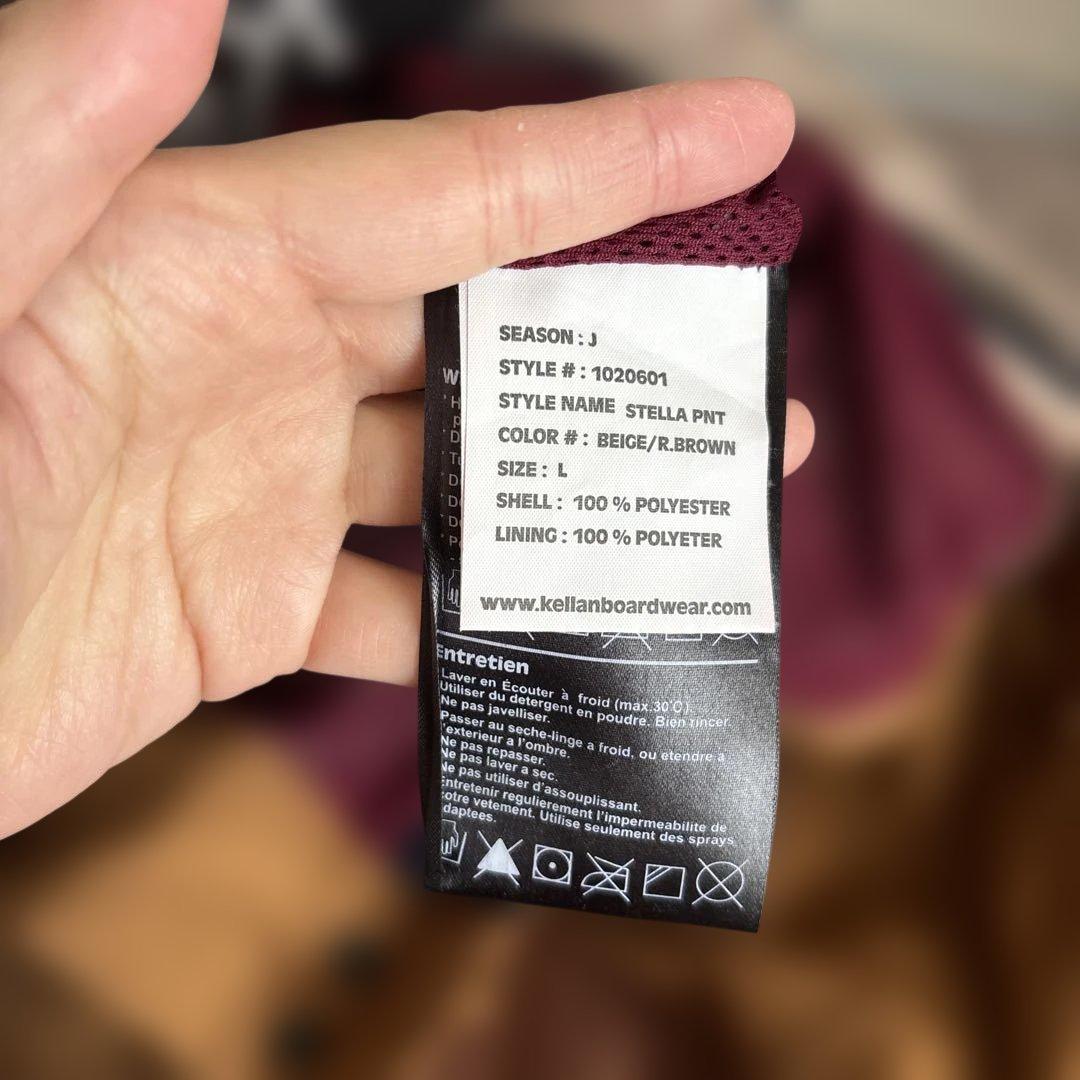 SEASON : J
STYLE # : 1020601
STYLE NAME STELLA PNT
COLOR # : BEIGE/R.BROWN
SIZE : L
SHELL : 100 % POLYESTER
LINING : 100 % POLYETER
www.kellanboardwear.com
Entretien
Laver en Écouter à froid (max.30°C).
Utiliser du detergent en poudre. Bien rincer.
Ne pas javelliser.
Passer au seche-linge a froid, ou etendre à
l'exterieur a l'ombre.
Ne pas repasser.
Ne pas laver a sec.
Ne pas utiliser d'assouplissant.
Entretenir regulierement l'impermeabilite de
otre vetement. Utilise seulement des sprays
daptees.